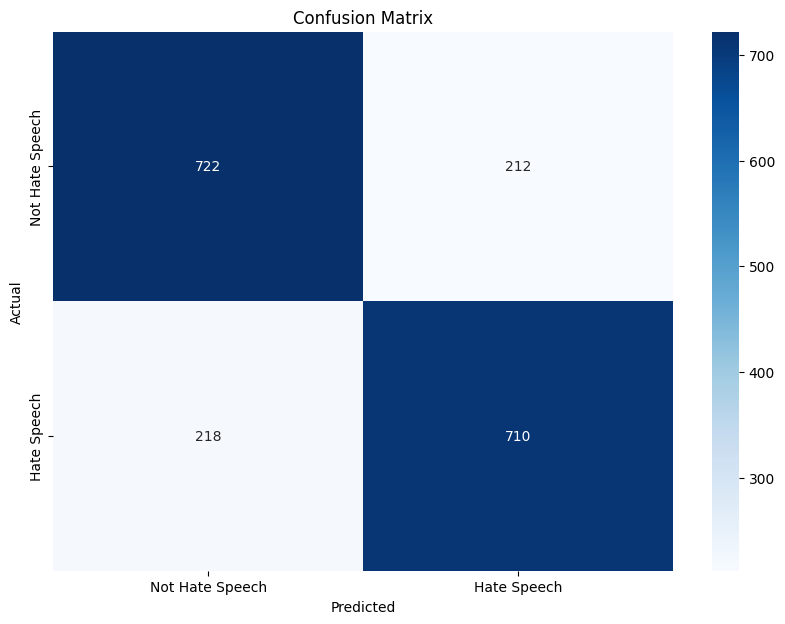 Confusion Matrix
Not Hate Speech
722
212
Actual
Hate Speech
218
710
Not Hate Speech
Hate Speech
Predicted
700
600
500
400
300